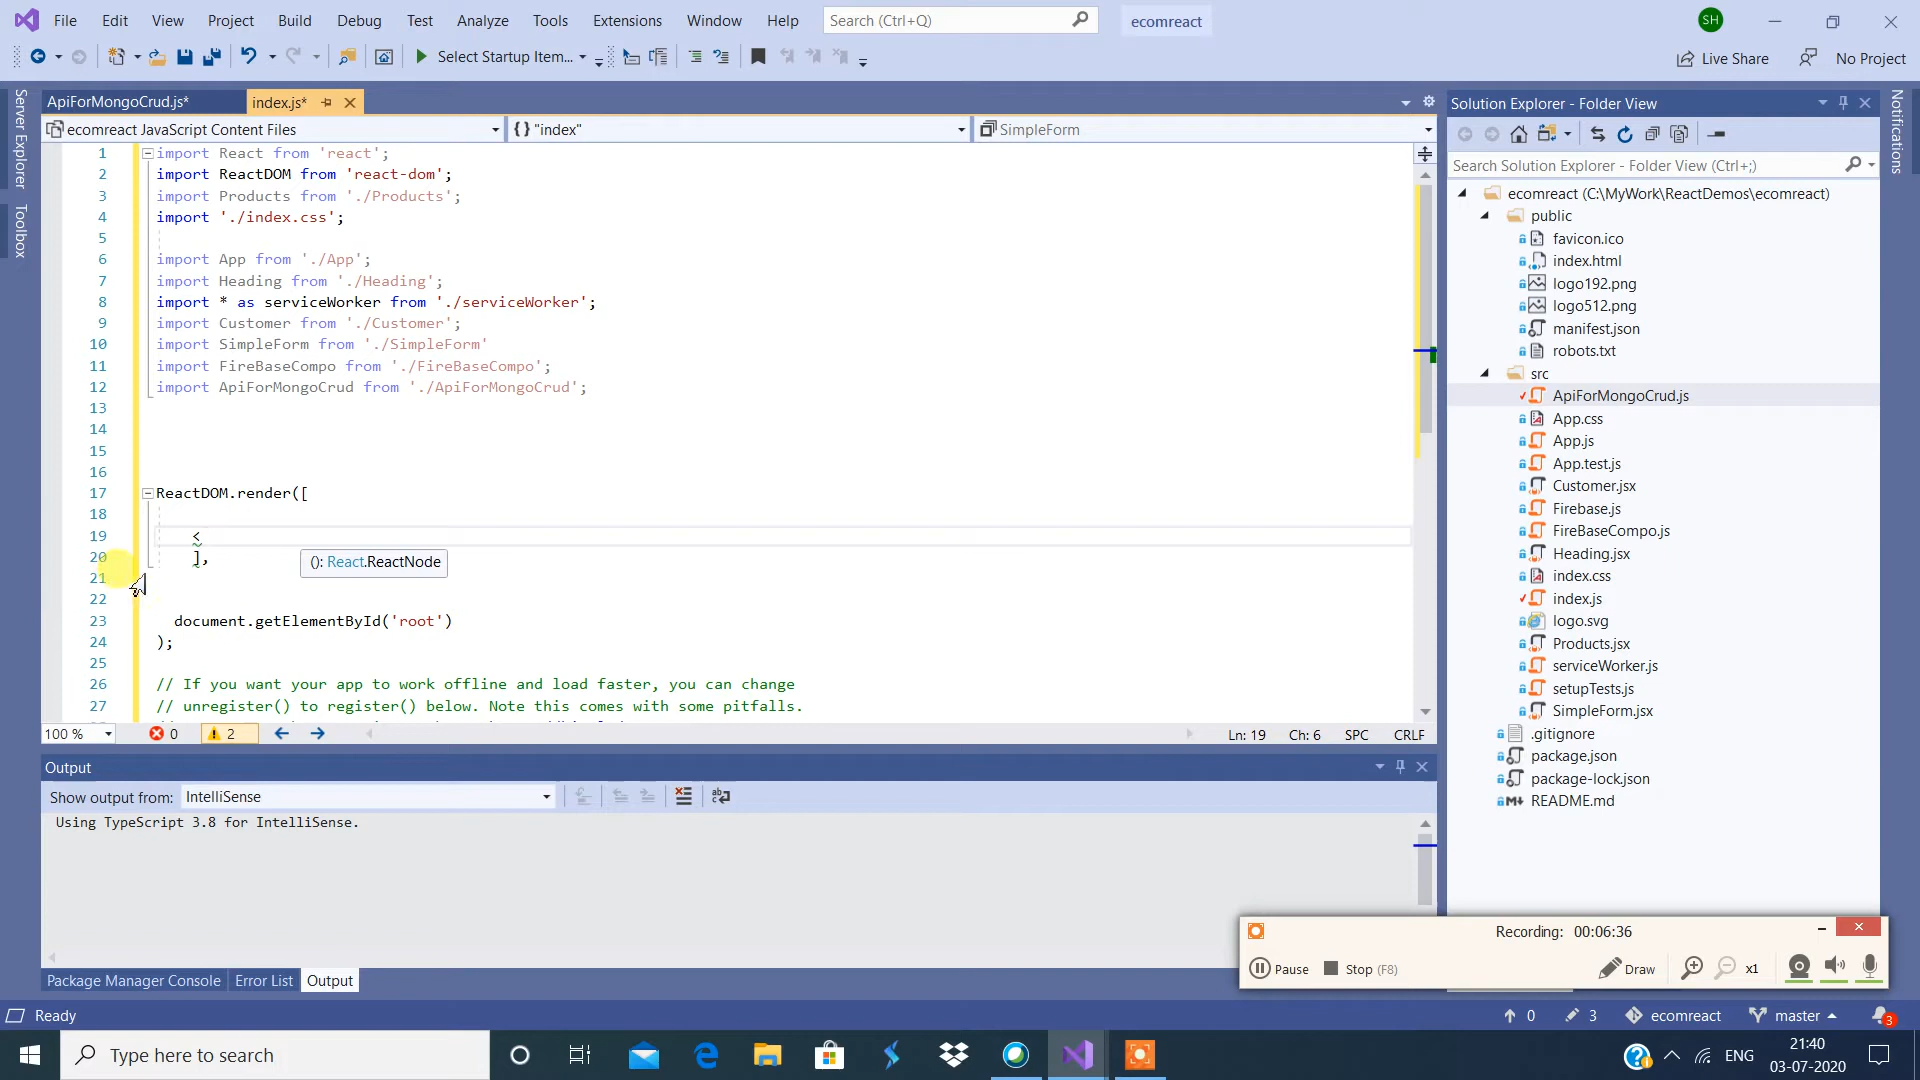 File Edit View Project Build Debug Test Analyze Tools Extensions Window Help Search (Ctrl+Q) ecomreact SH
Select Startup Item... Live Share No Project
Server Explorer
Toolbox
Notifications
ApiForMongoCrud.js* index.js*
ecomreact JavaScript Content Files {} "index" SimpleForm
1 import React from 'react';
2 import ReactDOM from 'react-dom';
3 import Products from './Products';
4 import './index.css';
5
6 import App from './App';
7 import Heading from './Heading';
8 import * as serviceWorker from './serviceWorker';
9 import Customer from './Customer';
10 import SimpleForm from './SimpleForm'
11 import FireBaseCompo from './FireBaseCompo';
12 import ApiForMongoCrud from './ApiForMongoCrud';
13
14
15
16
17 ReactDOM.render([
18
19 <
20 ],
(): React.ReactNode
21
22
23 document.getElementById('root')
24 );
25
26 // If you want your app to work offline and load faster, you can change
27 // unregister() to register() below. Note this comes with some pitfalls.
100 % 0 2 Ln: 19 Ch: 6 SPC CRLF
Output
Show output from: IntelliSense
Using TypeScript 3.8 for IntelliSense.
Package Manager Console Error List Output
Solution Explorer - Folder View
Search Solution Explorer - Folder View (Ctrl+;)
ecomreact (C:\MyWork\ReactDemos\ecomreact)
public
favicon.ico
index.html
logo192.png
logo512.png
manifest.json
robots.txt
src
ApiForMongoCrud.js
App.css
App.js
App.test.js
Customer.jsx
Firebase.js
FireBaseCompo.js
Heading.jsx
index.css
index.js
logo.svg
Products.jsx
serviceWorker.js
setupTests.js
SimpleForm.jsx
.gitignore
package.json
package-lock.json
README.md
Recording: 00:06:36
Pause Stop (F8) Draw x1
Ready 0 3 ecomreact master 3
Type here to search ENG 21:40
03-07-2020